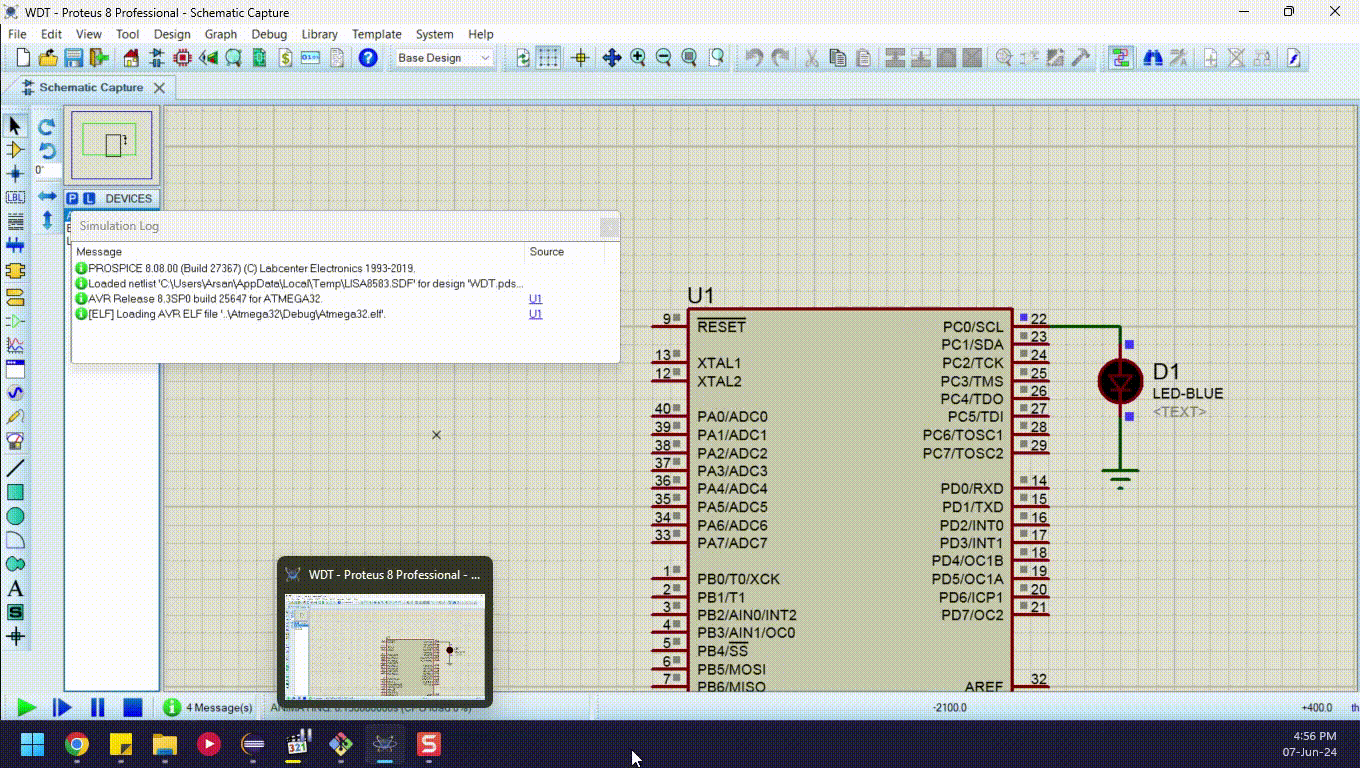 WDT - Proteus 8 Professional - Schematic Capture
File Edit View Tool Design Graph Debug Library Template System Help
Base Design
Schematic Capture
0°
LBL
P L DEVICES
Simulation Log
Message Source
PROSPICE 8.08.00 (Build 27367) (C) Labcenter Electronics 1993-2019.
Loaded netlist 'C:\Users\Arsan\AppData\Local\Temp\LISA8583.SDF' for design 'WDT.pds...
AVR Release 8.3SP0 build 25647 for ATMEGA32. U1
[ELF] Loading AVR ELF file '..\Atmega32\Debug\Atmega32.elf'. U1
U1
9 RESET PC0/SCL 22
PC1/SDA 23
13 XTAL1 PC2/TCK 24
12 XTAL2 PC3/TMS 25
PC4/TDO 26
40 PA0/ADC0 PC5/TDI 27
39 PA1/ADC1 PC6/TOSC1 28
38 PA2/ADC2 PC7/TOSC2 29
37 PA3/ADC3
36 PA4/ADC4 PD0/RXD 14
35 PA5/ADC5 PD1/TXD 15
34 PA6/ADC6 PD2/INT0 16
33 PA7/ADC7 PD3/INT1 17
PD4/OC1B 18
1 PB0/T0/XCK PD5/OC1A 19
2 PB1/T1 PD6/ICP1 20
3 PB2/AIN0/INT2 PD7/OC2 21
4 PB3/AIN1/OC0
5 PB4/SS
6 PB5/MOSI
7 PB6/MISO AREF 32
D1
LED-BLUE
<TEXT>
A
S
WDT - Proteus 8 Professional - ...
4 Message(s)
-2100.0 +400.0 th
321
S
4:56 PM
07-Jun-24